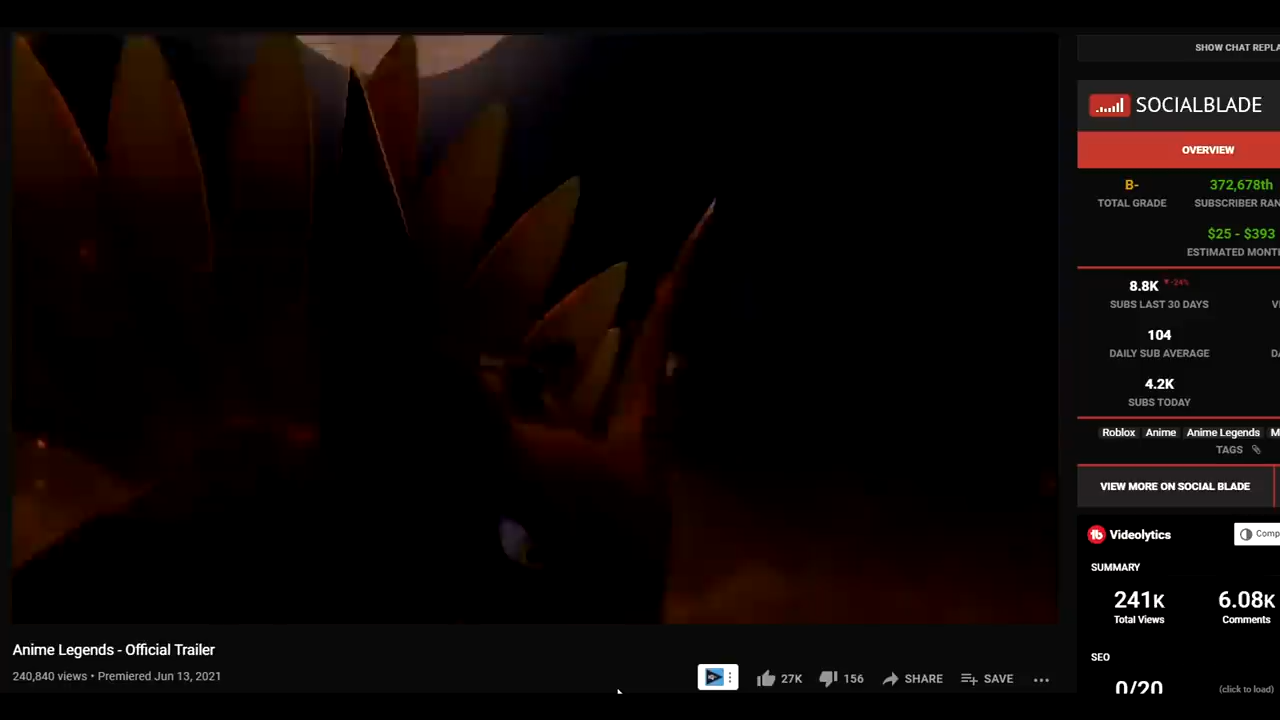 SHOW CHAT REPLA
SOCIALBLADE
OVERVIEW
B-
TOTAL GRADE
372,678th
SUBSCRIBER RAN
$25 - $393
ESTIMATED MONT
8.8K ▼-24%
SUBS LAST 30 DAYS
V
104
DAILY SUB AVERAGE
DA
4.2K
SUBS TODAY
Roblox Anime Anime Legends M
TAGS
VIEW MORE ON SOCIAL BLADE
Videolytics
Comp
SUMMARY
241K
Total Views
6.08K
Comments
SEO
0/20
(click to load)
Anime Legends - Official Trailer
240,840 views • Premiered Jun 13, 2021
27K
156
SHARE
SAVE